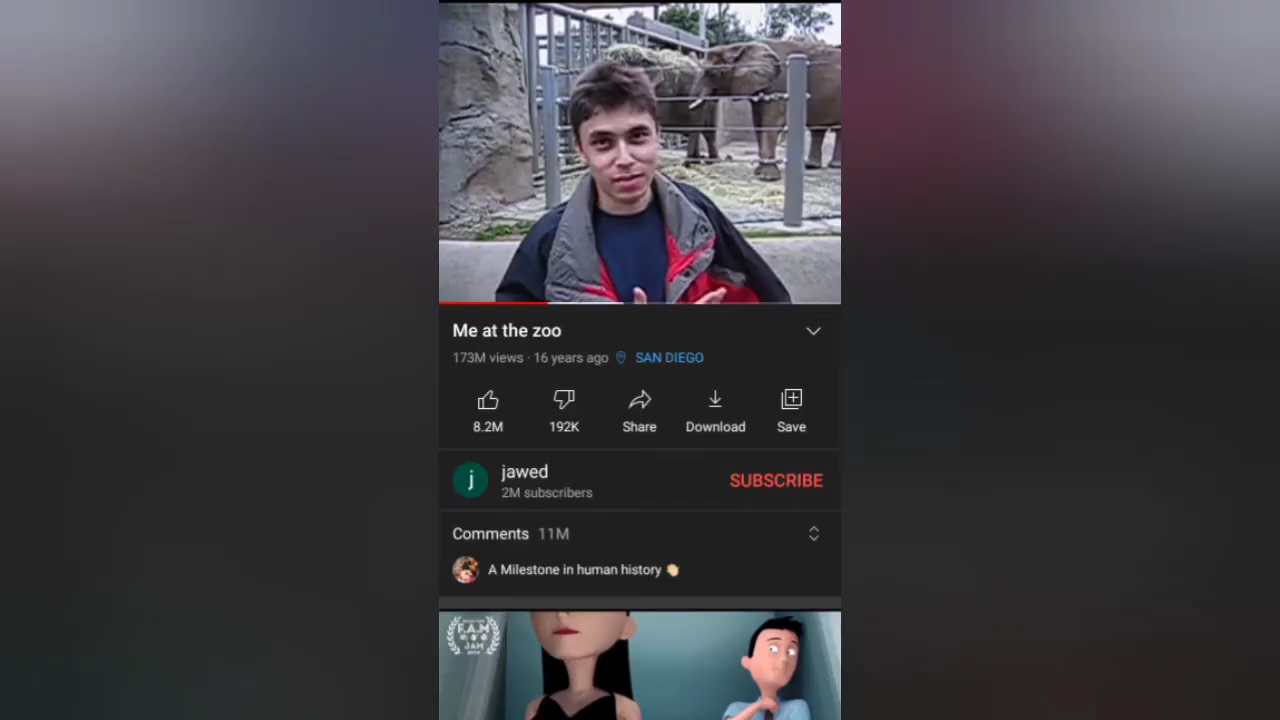 Me at the zoo
173M views · 16 years ago SAN DIEGO
8.2M 192K Share Download Save
j jawed
2M subscribers
SUBSCRIBE
Comments 11M
A Milestone in human history 👏🏻
F.A.M
JAM